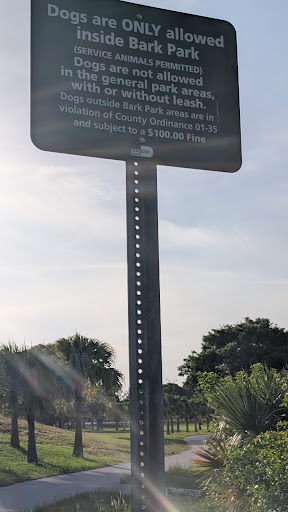 Dogs are ONLY allowed
inside Bark Park
(SERVICE ANIMALS PERMITTED)
Dogs are not allowed
in the general park areas,
with or without leash.
Dogs outside Bark Park areas are in
violation of County Ordinance 01-35
and subject to a $100.00 Fine